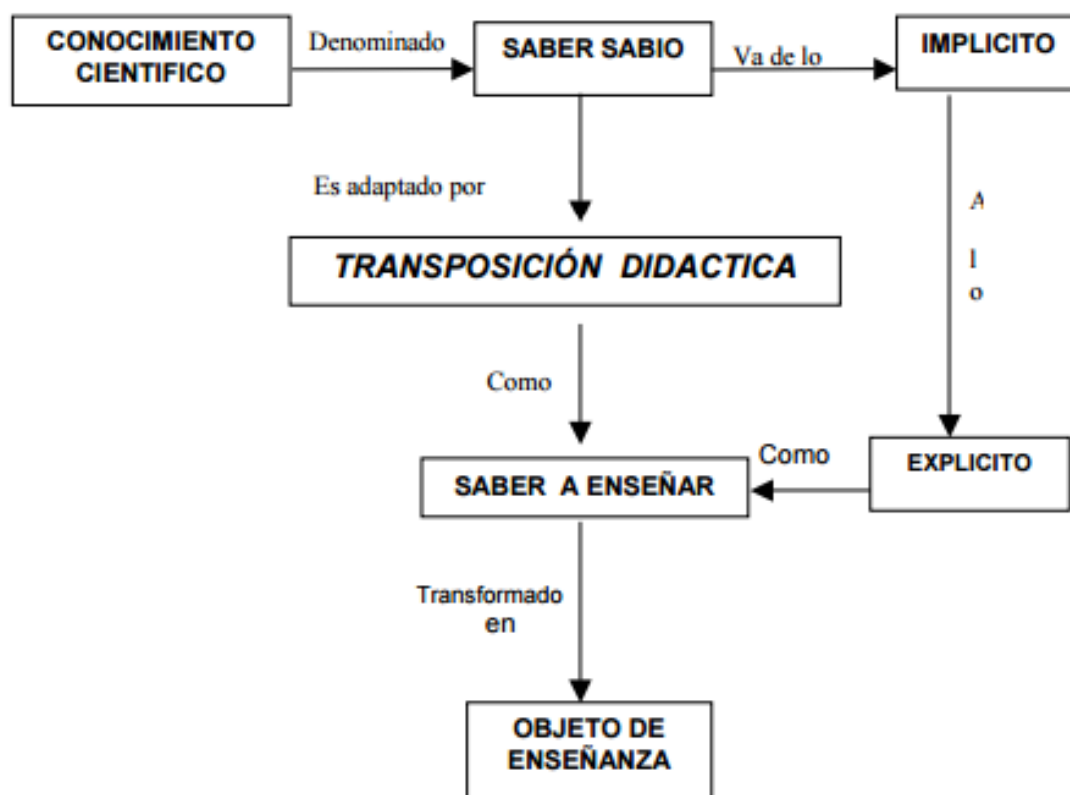 CONOCIMIENTO
CIENTIFICO
Denominado
SABER SABIO
Va de lo
IMPLICITO
Es adaptado por
A
l
o
TRANSPOSICIÓN DIDACTICA
Como
SABER A ENSEÑAR
Como
EXPLICITO
Transformado
en
OBJETO DE
ENSEÑANZA